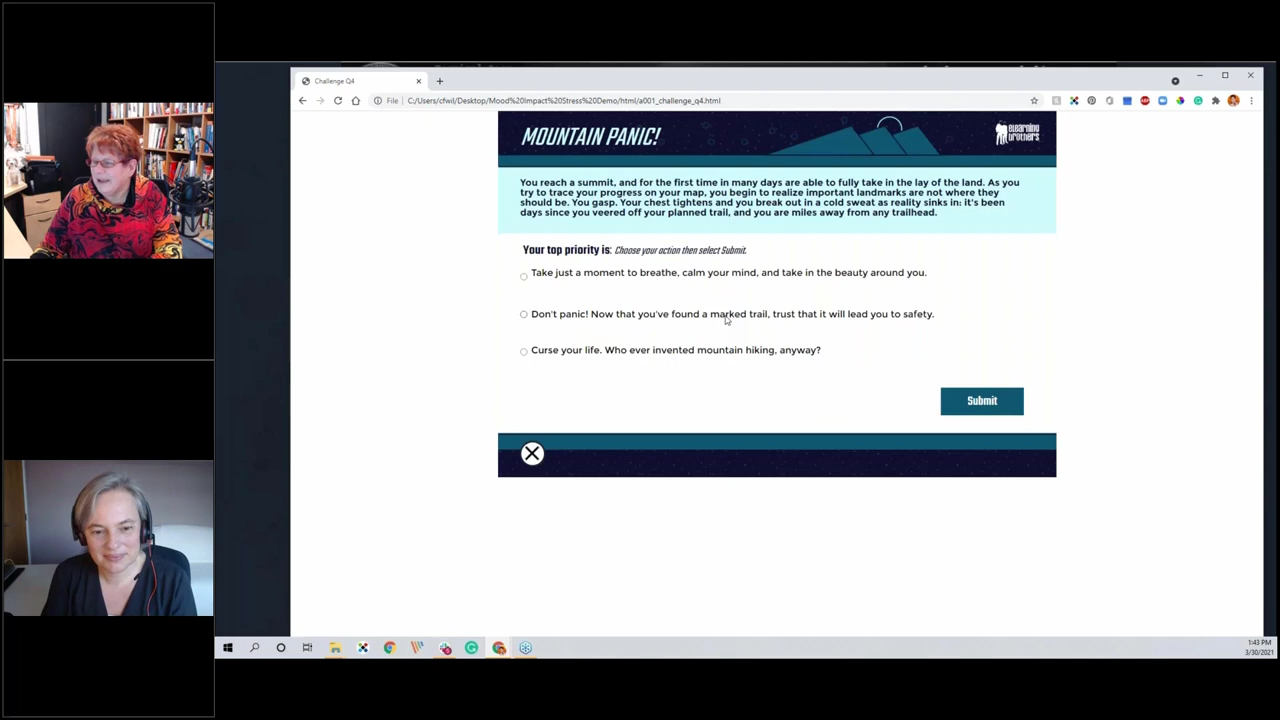 Challenge Q4
File
C:/Users/cfwil/Desktop/Mood%20Impact%20Stress%20Demo/html/a001_challenge_q4.html
MOUNTAIN PANIC!
eLearning
brothers
You reach a summit, and for the first time in many days are able to fully take in the lay of the land. As you
try to trace your progress on your map, you begin to realize important landmarks are not where they
should be. You gasp. Your chest tightens and you break out in a cold sweat as reality sinks in: it's been
days since you veered off your planned trail, and you are miles away from any trailhead.
Your top priority is: Choose your action then select Submit.
Take just a moment to breathe, calm your mind, and take in the beauty around you.
Don't panic! Now that you've found a marked trail, trust that it will lead you to safety.
Curse your life. Who ever invented mountain hiking, anyway?
Submit
1:43 PM
3/30/2021